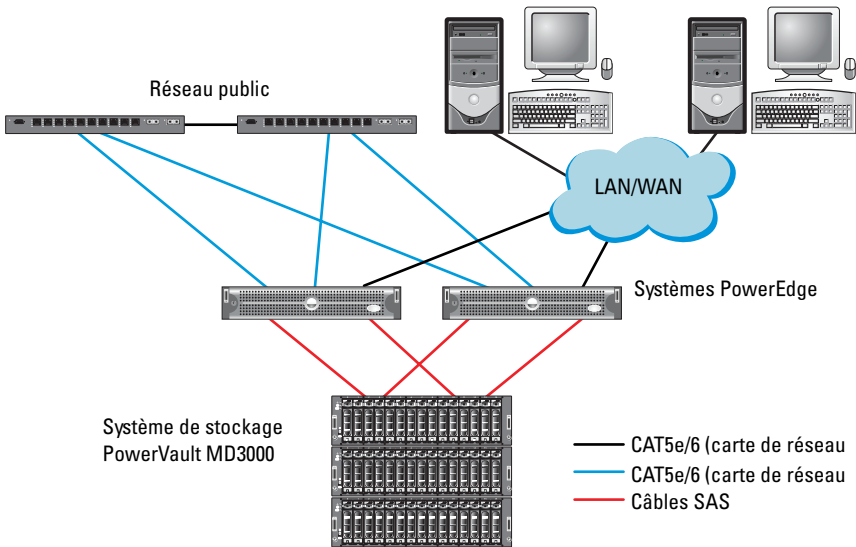 Réseau public
LAN/WAN
Systèmes PowerEdge
Système de stockage
PowerVault MD3000
CAT5e/6 (carte de réseau
CAT5e/6 (carte de réseau
Câbles SAS